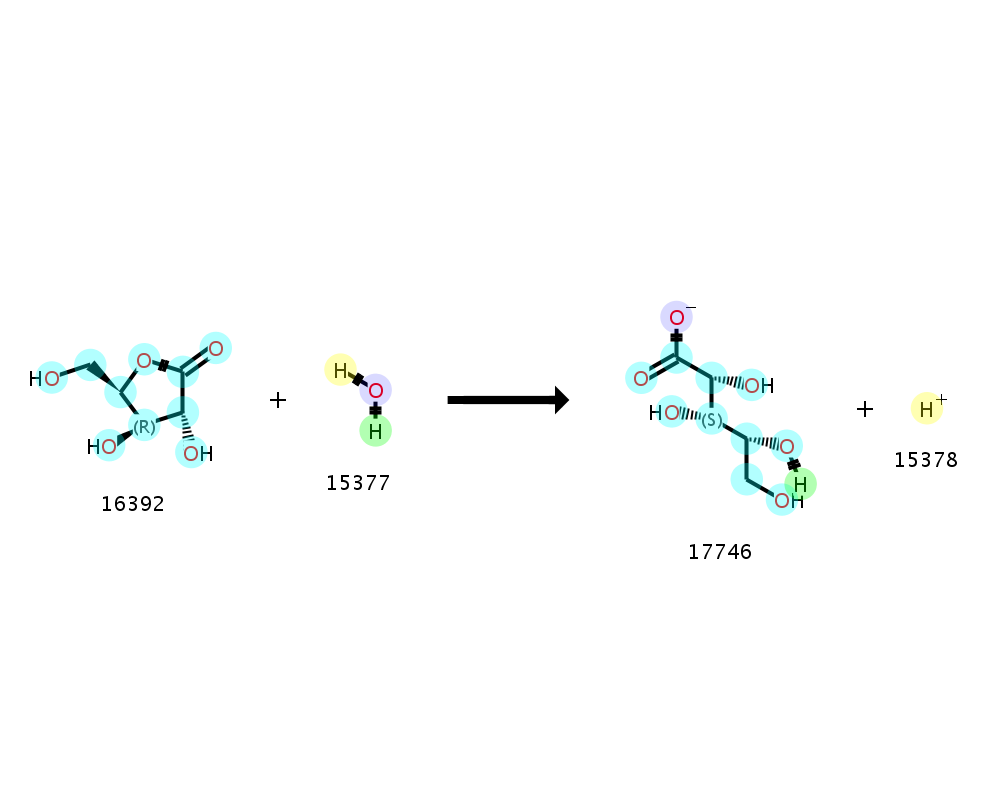 HO O O
HO (R) OH
16392
+
H O
H
15377
O−
O OH
HO (S)
O
H
OH
17746
+
H+
15378